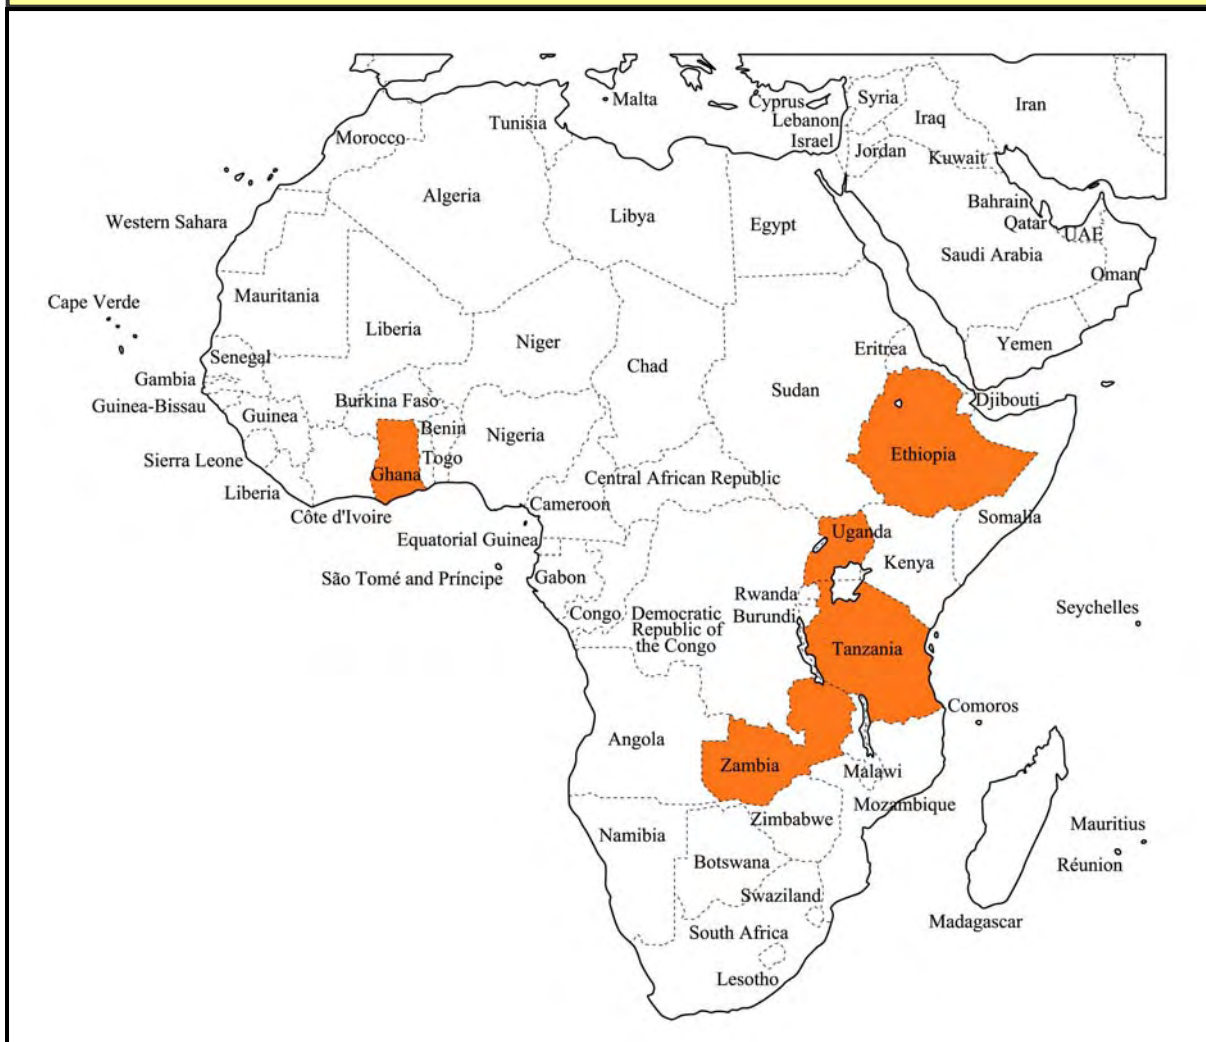 Malta
Cyprus
Syria
Iran
Lebanon
Iraq
Tunisia
Morocco
Israel
Jordan
Kuwait
Algeria
Bahrain
Western Sahara
Libya
Egypt
Qatar
UAE
Saudi Arabia
Oman
Mauritania
Cape Verde
Liberia
Niger
Yemen
Eritrea
Senegal
Chad
Gambia
Sudan
Burkina Faso
Djibouti
Guinea-Bissau
Guinea
Benin
Nigeria
Ethiopia
Togo
Sierra Leone
Ghana
Central African Republic
Liberia
Cameroon
Côte d'Ivoire
Somalia
Uganda
Equatorial Guinea
Kenya
São Tomé and Príncipe
Gabon
Rwanda
Seychelles
Congo
Democratic
Republic of
the Congo
Burundi
Tanzania
Comoros
Angola
Zambia
Malawi
Mozambique
Zimbabwe
Mauritius
Namibia
Botswana
Réunion
Swaziland
Madagascar
South Africa
Lesotho